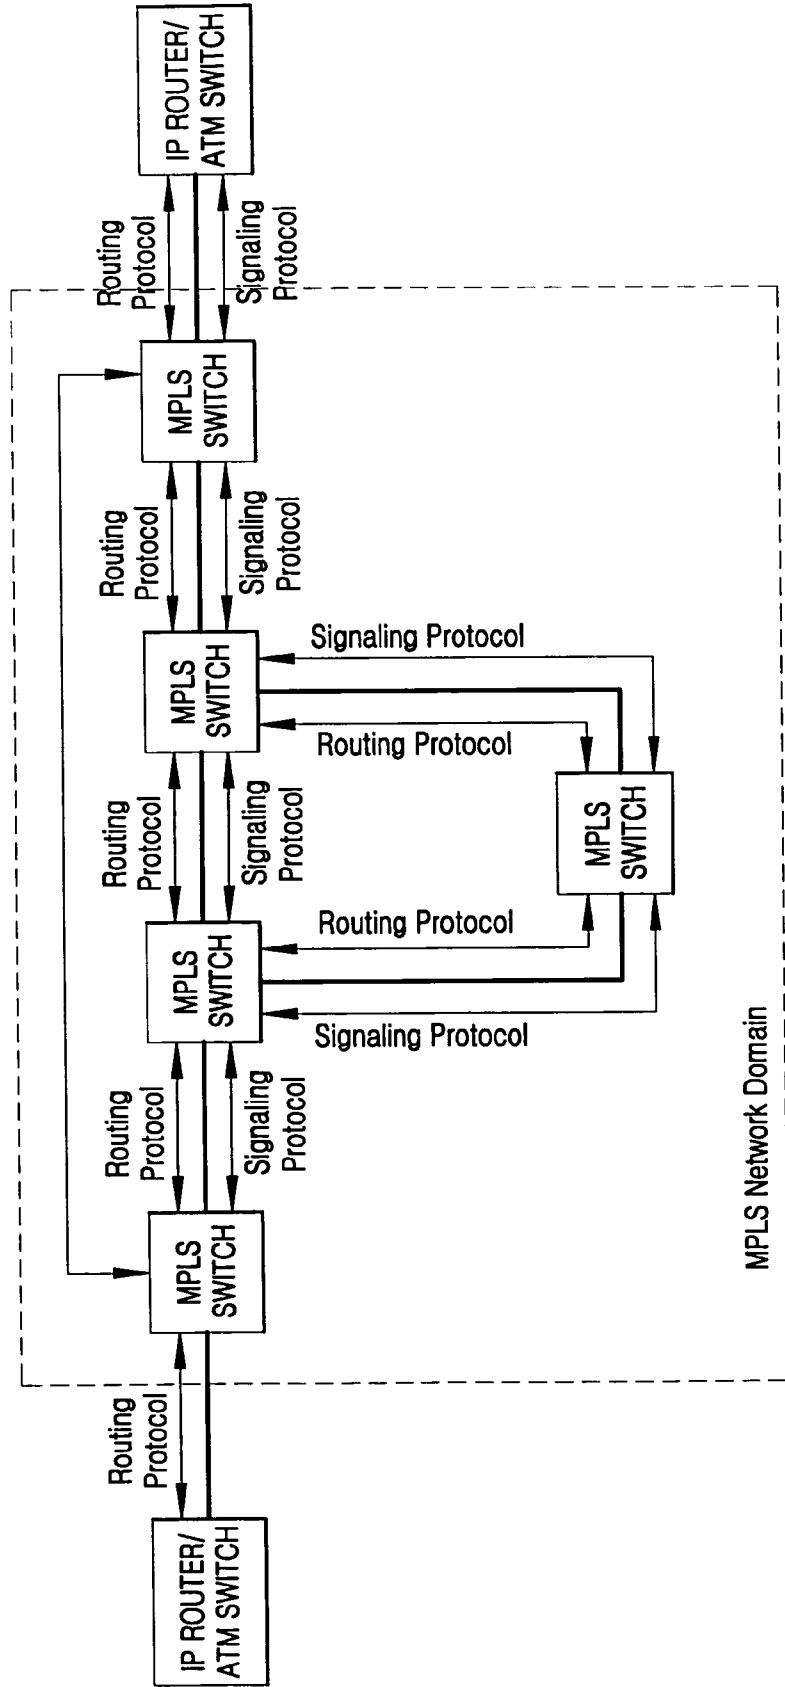 Routing
Protocol
Routing
Protocol
Routing
Protocol
Routing
Protocol
Routing
Protocol
IP ROUTER/
ATM SWITCH
MPLS
SWITCH
MPLS
SWITCH
MPLS
SWITCH
MPLS
SWITCH
IP ROUTER/
ATM SWITCH
Signaling
Protocol
Signaling
Protocol
Signaling
Protocol
Signaling
Protocol
Signaling Protocol
Routing Protocol
Routing Protocol
Signaling Protocol
MPLS
SWITCH
MPLS Network Domain